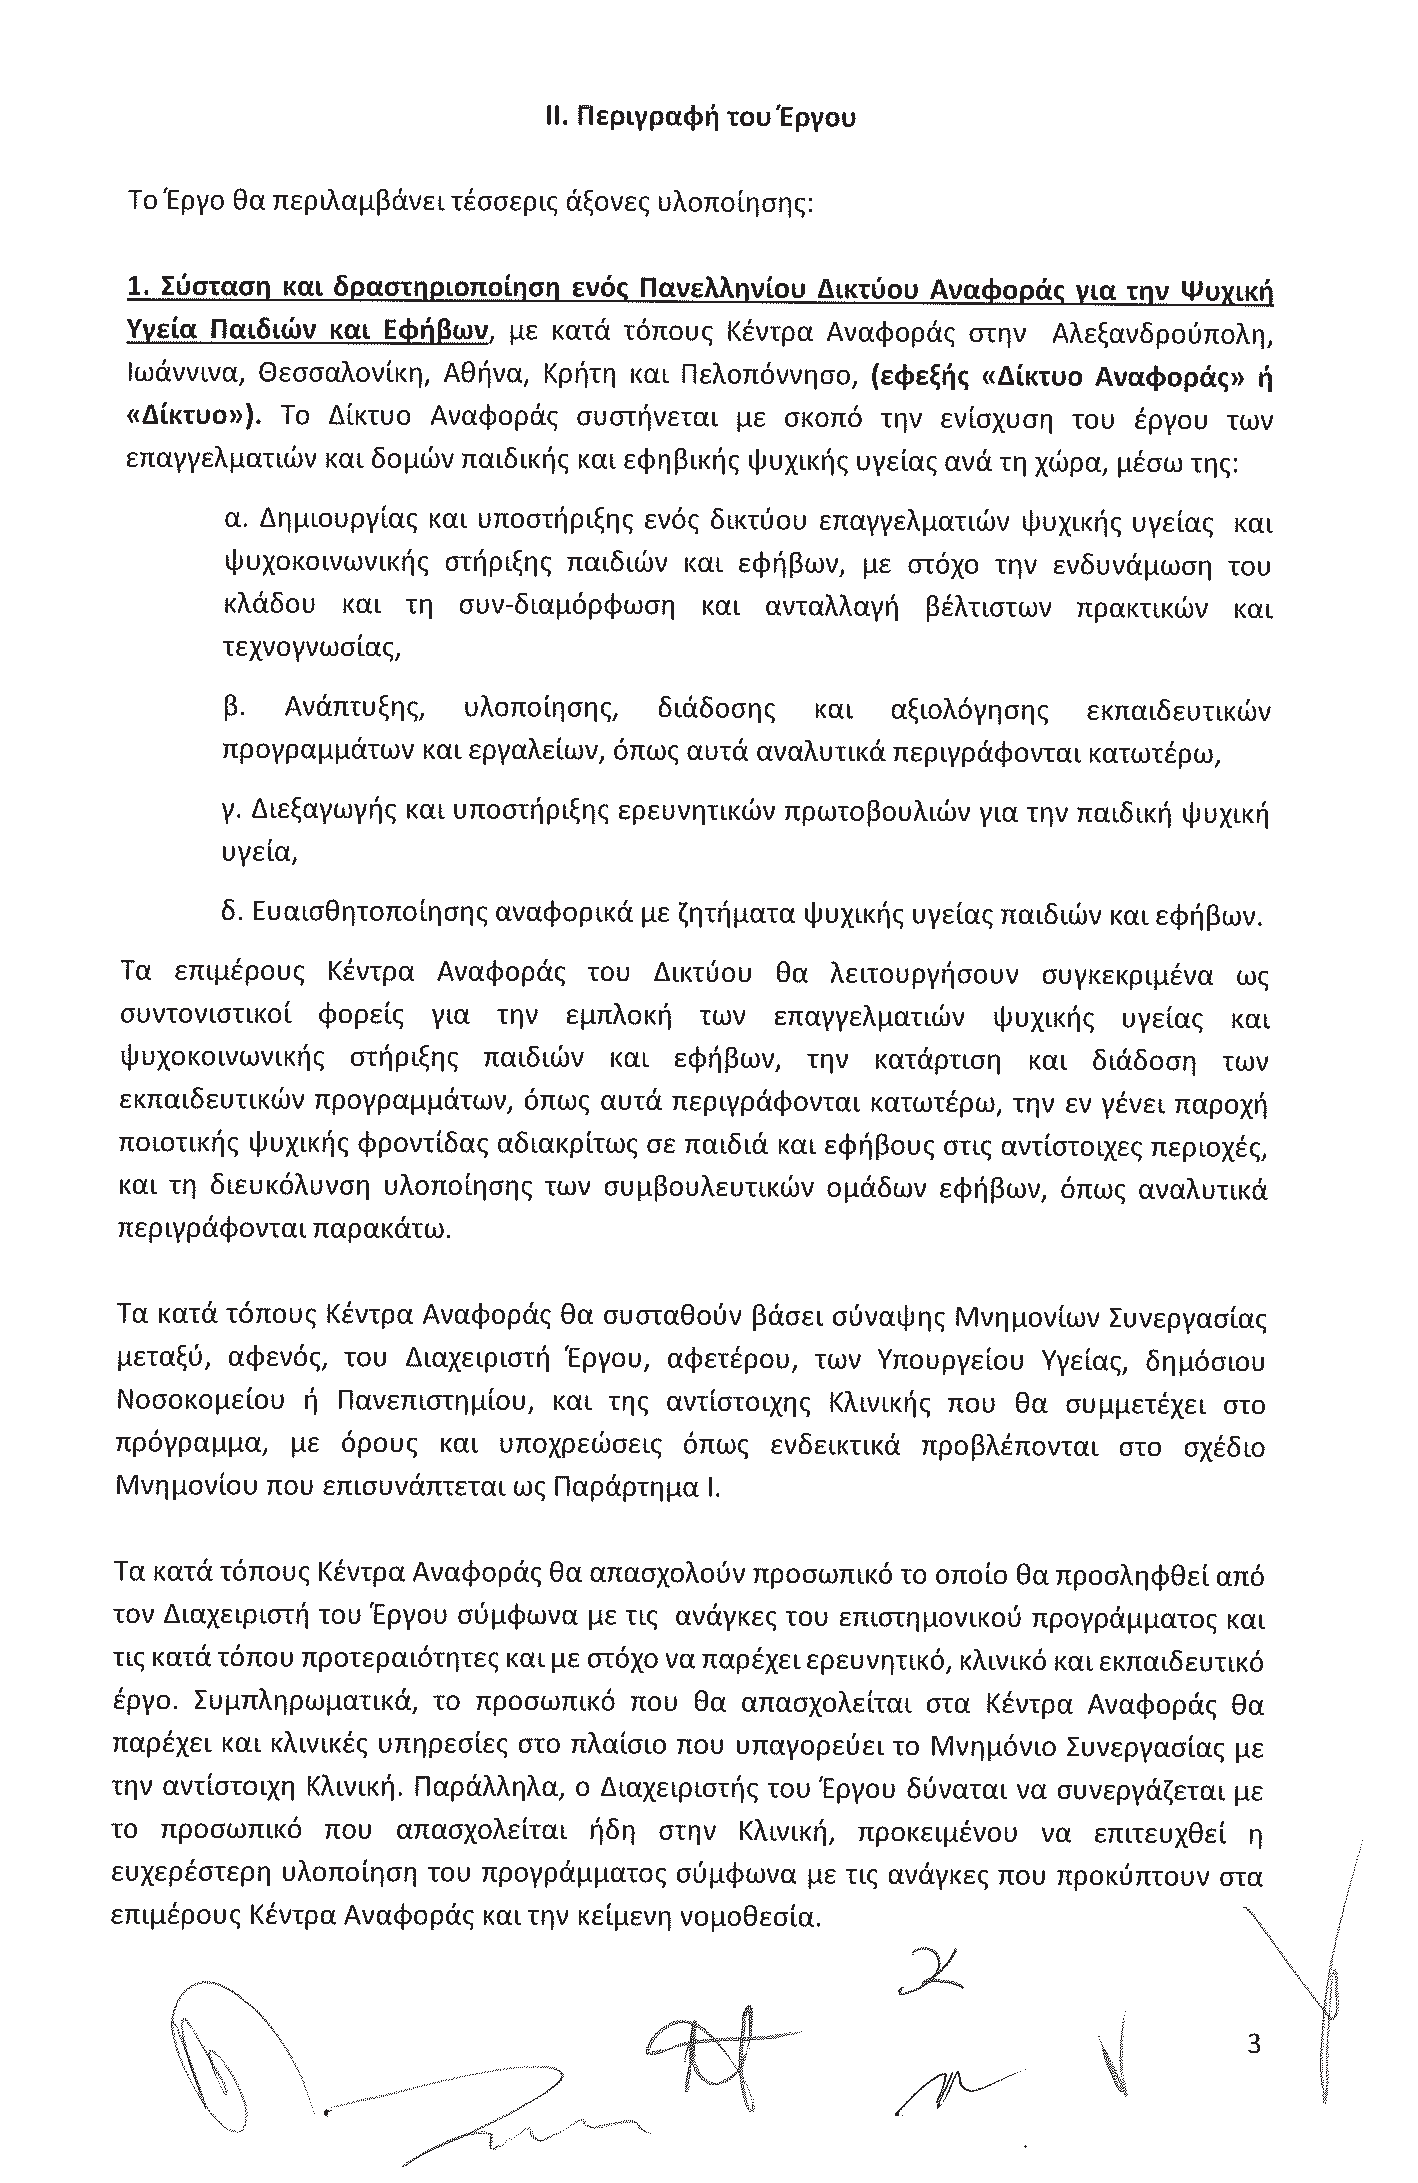 II. Περιγραφή του Έργου
Το Έργο θα περιλαμβάνει τέσσερις άξονες υλοποίησης:
1. Σύσταση και δραστηριοποίηση ενός Πανελληνίου Δικτύου Αναφοράς για την Ψυχική
Υγεία Παιδιών και Εφήβων, με κατά τόπους Κέντρα Αναφοράς στην Αλεξανδρούπολη,
Ιωάννινα, Θεσσαλονίκη, Αθήνα, Κρήτη και Πελοπόννησο, (εφεξής «Δίκτυο Αναφοράς» ή
«Δίκτυο»). Το Δίκτυο Αναφοράς συστήνεται με σκοπό την ενίσχυση του έργου των
επαγγελματιών και δομών παιδικής και εφηβικής ψυχικής υγείας ανά τη χώρα, μέσω της:
α. Δημιουργίας και υποστήριξης ενός δικτύου επαγγελματιών ψυχικής υγείας και
ψυχοκοινωνικής στήριξης παιδιών και εφήβων, με στόχο την ενδυνάμωση του
κλάδου και τη συν-διαμόρφωση και ανταλλαγή βέλτιστων πρακτικών και
τεχνογνωσίας,
β. Ανάπτυξης, υλοποίησης, διάδοσης και αξιολόγησης εκπαιδευτικών
προγραμμάτων και εργαλείων, όπως αυτά αναλυτικά περιγράφονται κατωτέρω,
γ. Διεξαγωγής και υποστήριξης ερευνητικών πρωτοβουλιών για την παιδική ψυχική
υγεία,
δ. Ευαισθητοποίησης αναφορικά με ζητήματα ψυχικής υγείας παιδιών και εφήβων.
Τα επιμέρους Κέντρα Αναφοράς του Δικτύου θα λειτουργήσουν συγκεκριμένα ως
συντονιστικοί φορείς για την εμπλοκή των επαγγελματιών ψυχικής υγείας και
ψυχοκοινωνικής στήριξης παιδιών και εφήβων, την κατάρτιση και διάδοση των
εκπαιδευτικών προγραμμάτων, όπως αυτά περιγράφονται κατωτέρω, την εν γένει παροχή
ποιοτικής ψυχικής φροντίδας αδιακρίτως σε παιδιά και εφήβους στις αντίστοιχες περιοχές,
και τη διευκόλυνση υλοποίησης των συμβουλευτικών ομάδων εφήβων, όπως αναλυτικά
περιγράφονται παρακάτω.
Τα κατά τόπους Κέντρα Αναφοράς θα συσταθούν βάσει σύναψης Μνημονίων Συνεργασίας
μεταξύ, αφενός, του Διαχειριστή Έργου, αφετέρου, των Υπουργείου Υγείας, δημόσιου
Νοσοκομείου ή Πανεπιστημίου, και της αντίστοιχης Κλινικής που θα συμμετέχει στο
πρόγραμμα, με όρους και υποχρεώσεις όπως ενδεικτικά προβλέπονται στο σχέδιο
Μνημονίου που επισυνάπτεται ως Παράρτημα Ι.
Τα κατά τόπους Κέντρα Αναφοράς θα απασχολούν προσωπικό το οποίο θα προσληφθεί από
τον Διαχειριστή του Έργου σύμφωνα με τις ανάγκες του επιστημονικού προγράμματος και
τις κατά τόπου προτεραιότητες και με στόχο να παρέχει ερευνητικό, κλινικό και εκπαιδευτικό
έργο. Συμπληρωματικά, το προσωπικό που θα απασχολείται στα Κέντρα Αναφοράς θα
παρέχει και κλινικές υπηρεσίες στο πλαίσιο που υπαγορεύει το Μνημόνιο Συνεργασίας με
την αντίστοιχη Κλινική. Παράλληλα, ο Διαχειριστής του Έργου δύναται να συνεργάζεται με
το προσωπικό που απασχολείται ήδη στην Κλινική, προκειμένου να επιτευχθεί η
ευχερέστερη υλοποίηση του προγράμματος σύμφωνα με τις ανάγκες που προκύπτουν στα
επιμέρους Κέντρα Αναφοράς και την κείμενη νομοθεσία.
3